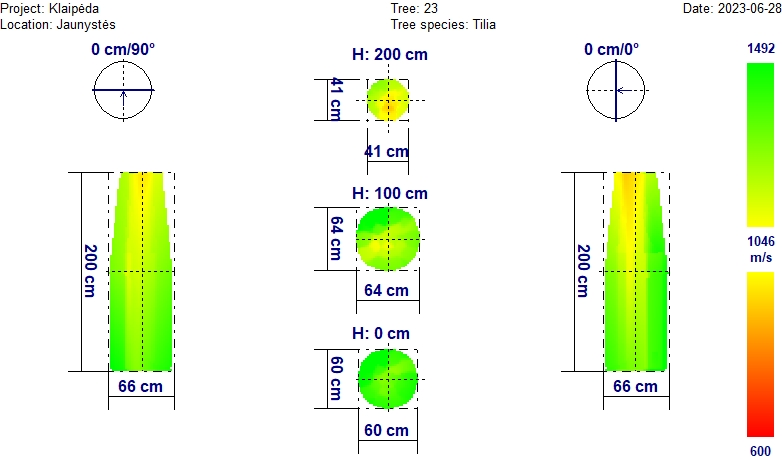 Project: Klaipėda
Tree: 23
Date: 2023-06-28
Location: Jaunystės
Tree species: Tilia
0 cm/90°
H: 200 cm
0 cm/0°
1492
41 cm
41 cm
H: 100 cm
64 cm
64 cm
200 cm
200 cm
1046
m/s
H: 0 cm
60 cm
60 cm
66 cm
66 cm
600